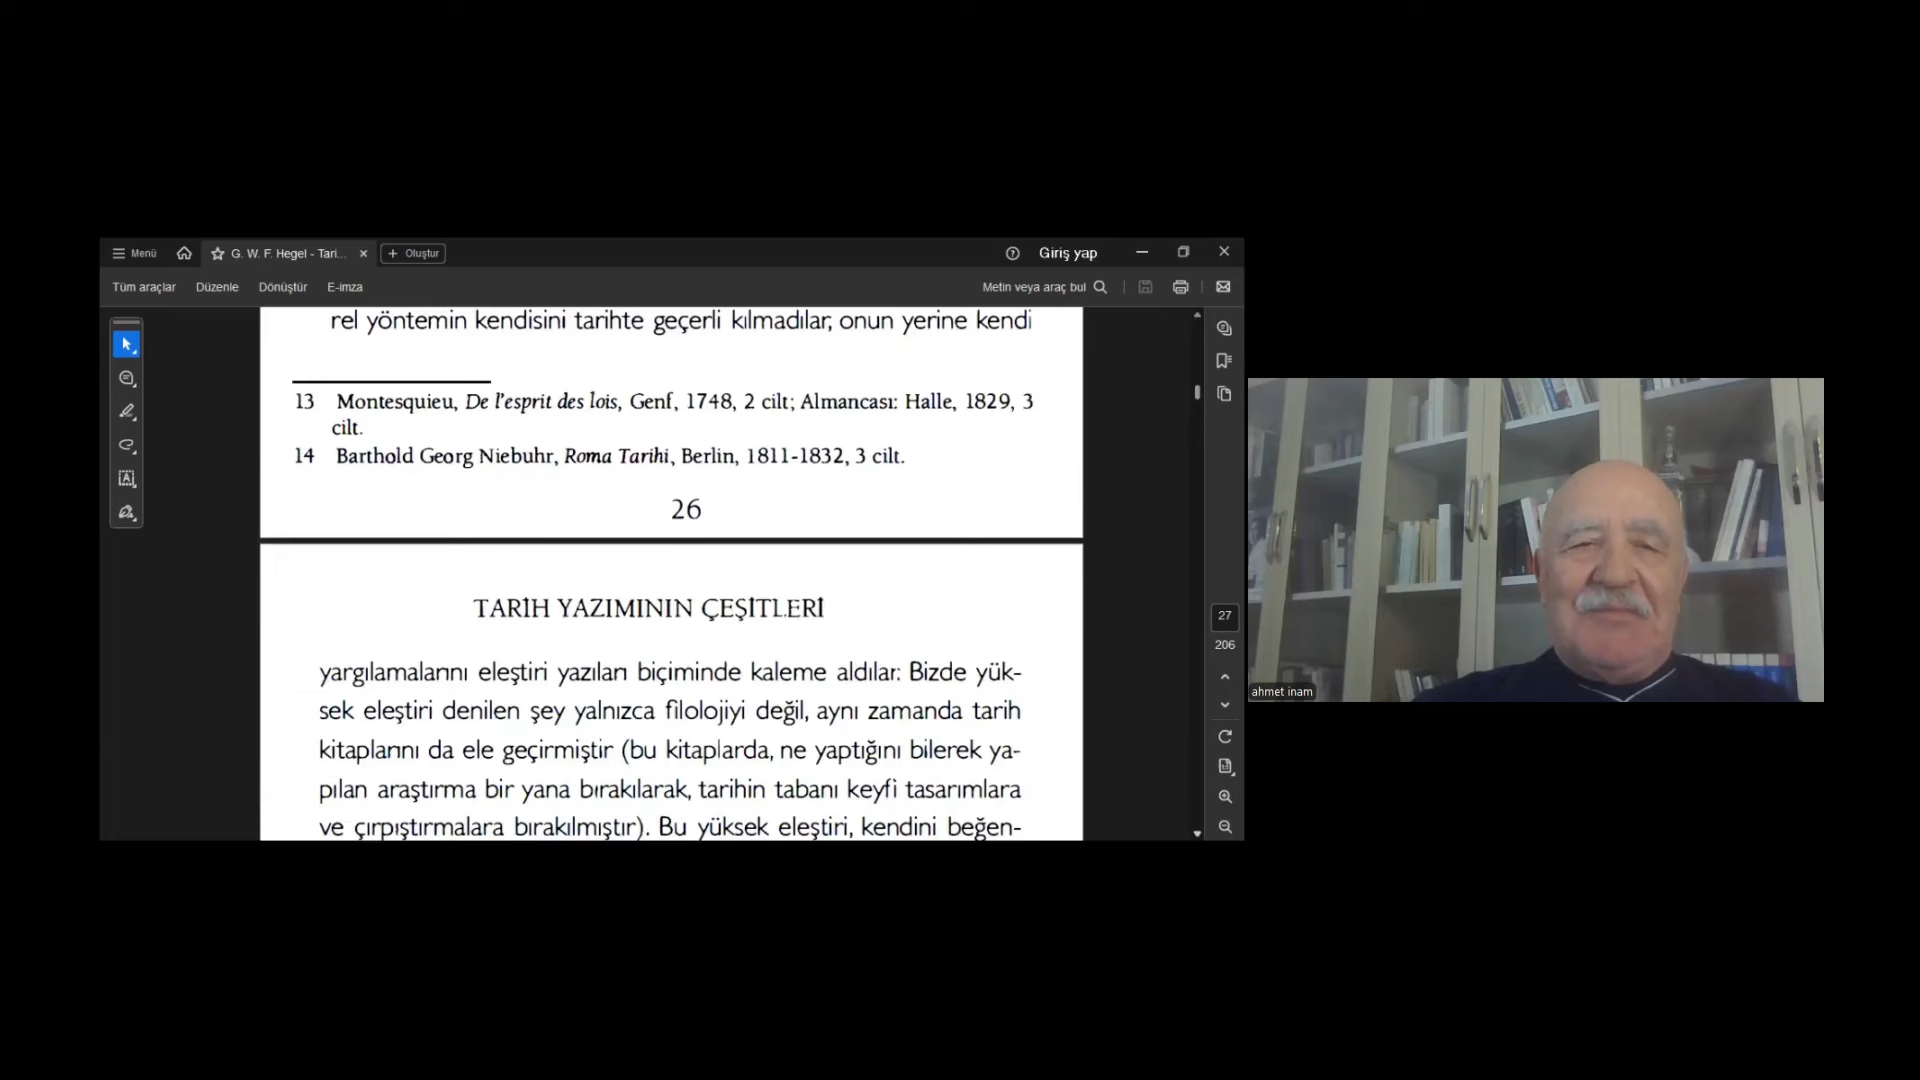 Menü
G. W. F. Hegel - Tari...
Oluştur
Giriş yap
Tüm araçlar
Düzenle
Dönüştür
E-imza
Metin veya araç bul
rel yöntemin kendisini tarihte geçerli kılmadılar, onun yerine kendi
13 Montesquieu, De l'esprit des lois, Genf, 1748, 2 cilt; Almancası: Halle, 1829, 3
cilt.
14 Barthold Georg Niebuhr, Roma Tarihi, Berlin, 1811-1832, 3 cilt.
26
TARİH YAZIMININ ÇEŞİTLERİ
yargılamalarını eleştiri yazıları biçiminde kaleme aldılar: Bizde yük-
sek eleştiri denilen şey yalnızca filolojiyi değil, aynı zamanda tarih
kitaplarını da ele geçirmiştir (bu kitaplarda, ne yaptığını bilerek ya-
pılan araştırma bir yana bırakılarak, tarihin tabanı keyfi tasarımlara
ve çırpıştırmalara bırakılmıştır). Bu yüksek eleştiri, kendini beğen-
27
206
ahmet inam